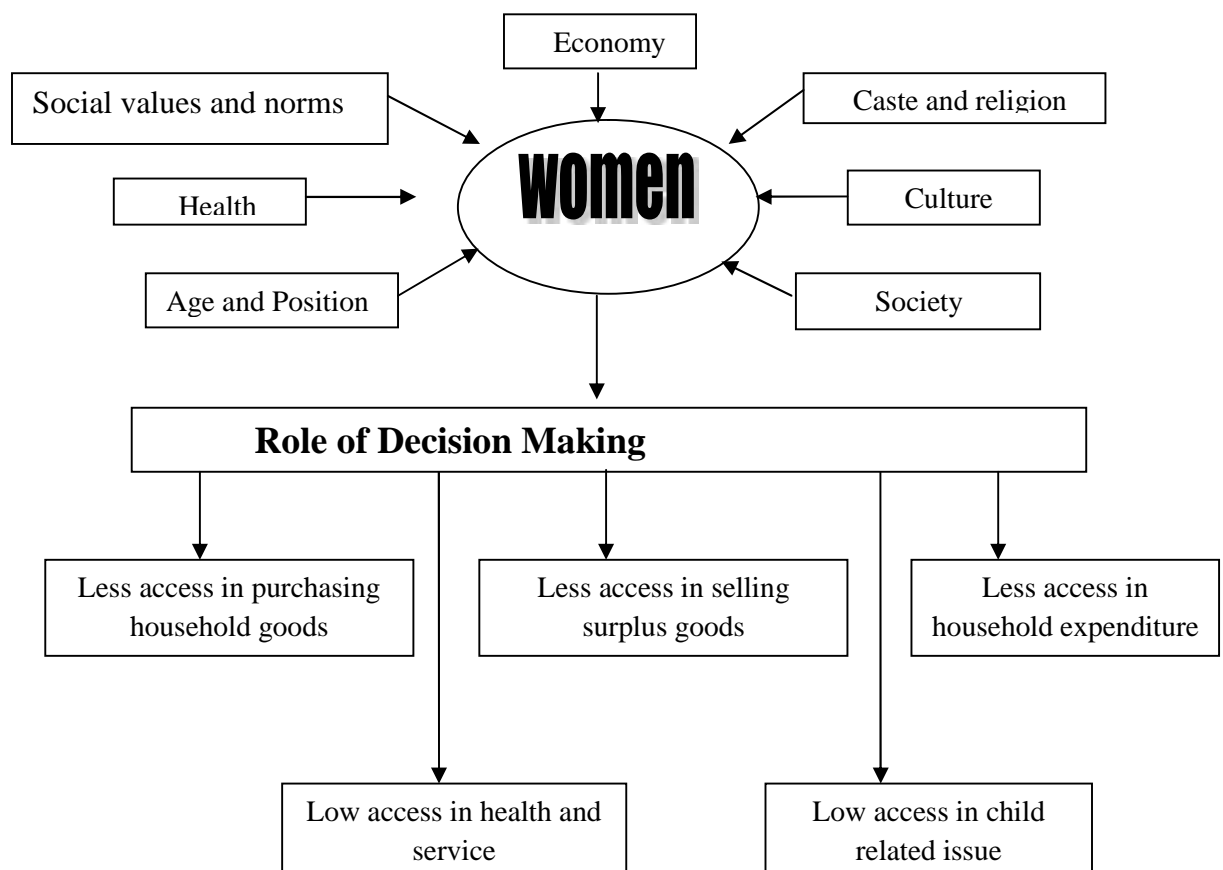 Economy
Social values and norms
Caste and religion
women
Health
Culture
Age and Position
Society
Role of Decision Making
Less access in purchasing
household goods
Less access in selling
surplus goods
Less access in
household expenditure
Low access in health and
service
Low access in child
related issue